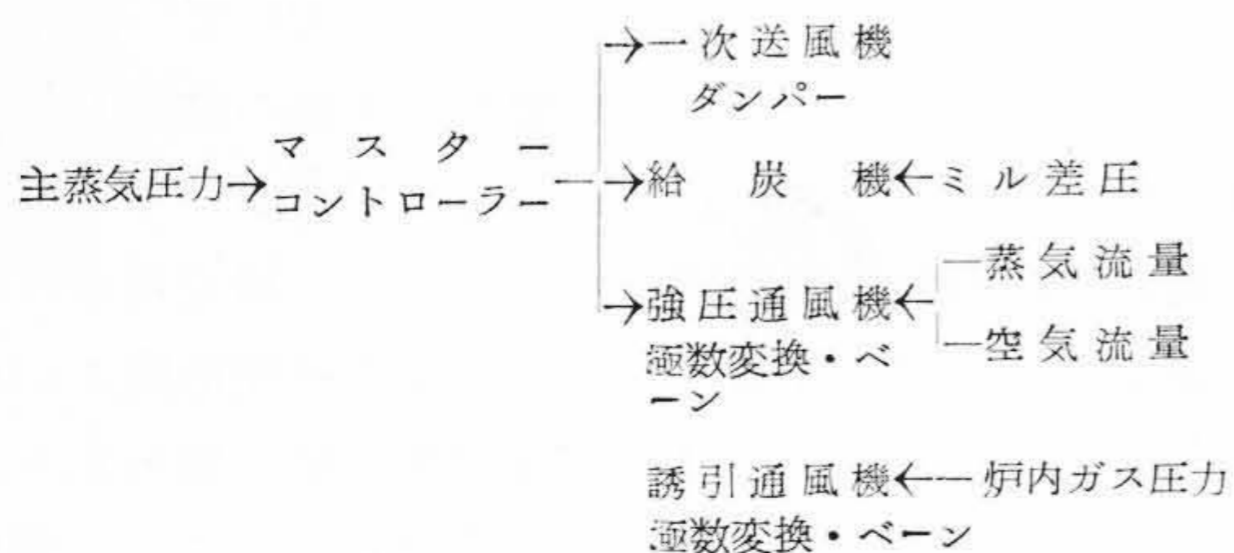 →一次送風機
ダンパー
主蒸気圧力→マスター
コントローラー
→給炭機←ミル差圧
→強圧通風機←
—蒸気流量
—空気流量
極数変換・ベ
ーン
誘引通風機←—炉内ガス圧力
極数変換・ベーン